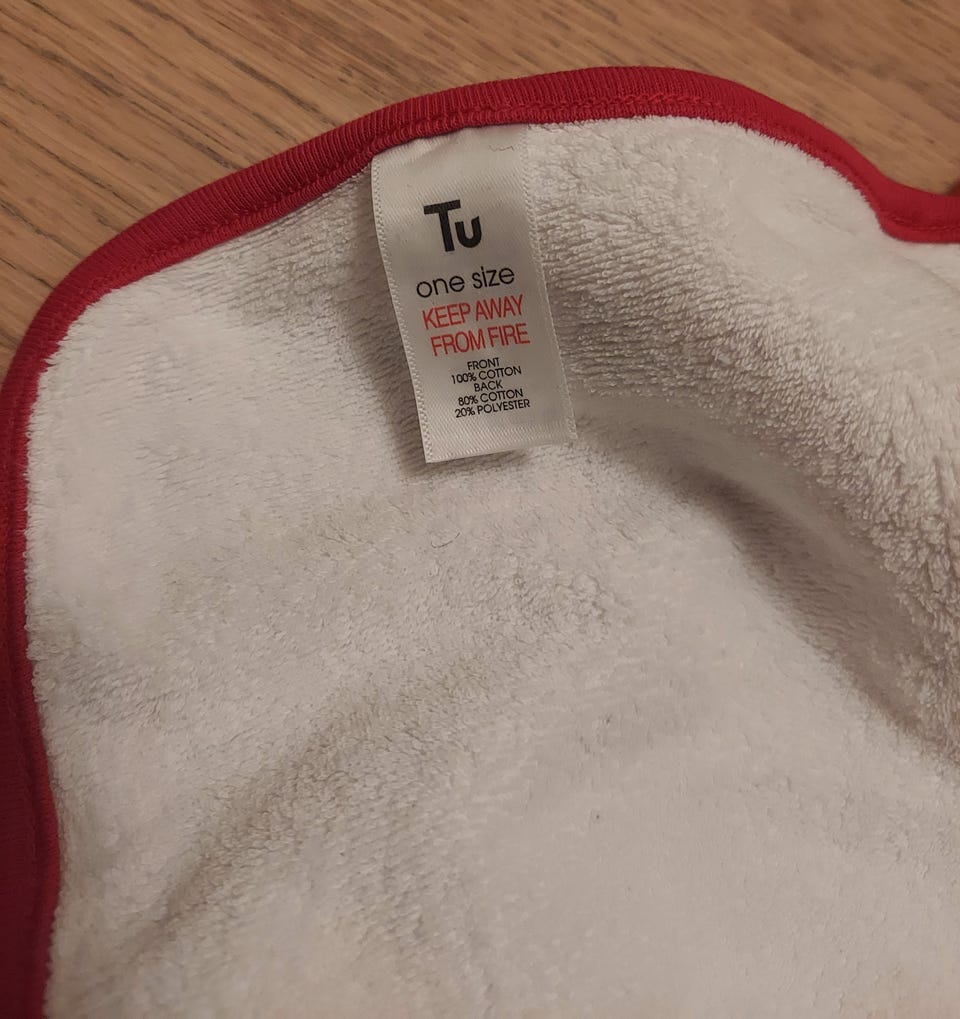 Tu
one size
KEEP AWAY
FROM FIRE
FRONT
100% COTTON
BACK
80% COTTON
20% POLYESTER